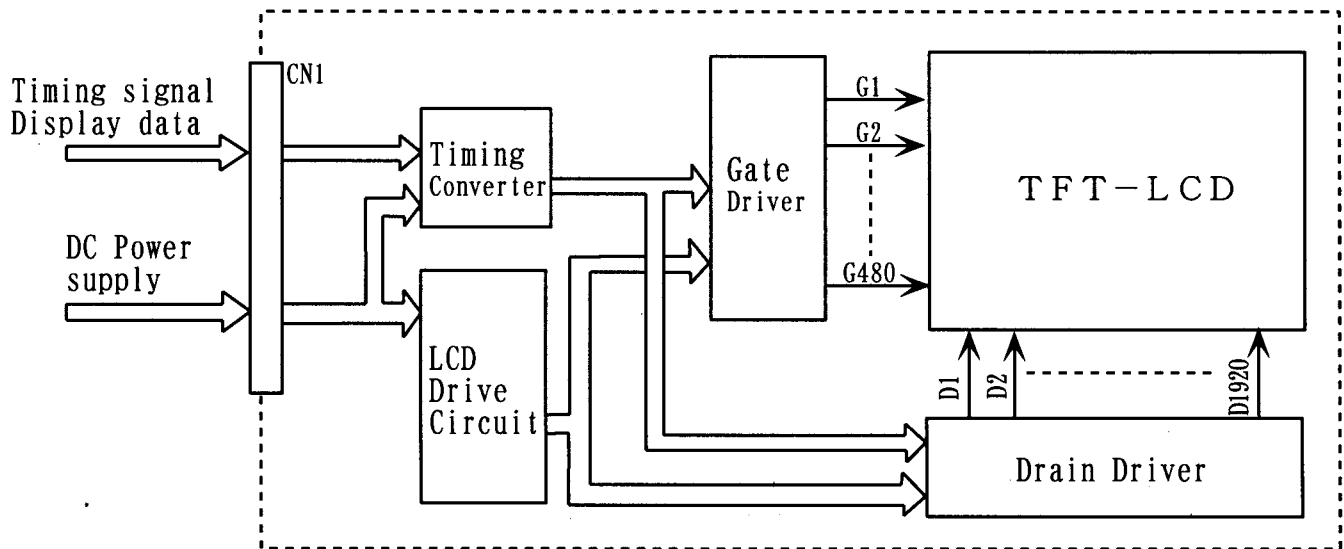 CN1
Timing signal
Display data
DC Power
supply
Timing
Converter
LCD
Drive
Circuit
Gate
Driver
G1
G2
G480
TFT-LCD
D1
D2
D1920
Drain Driver